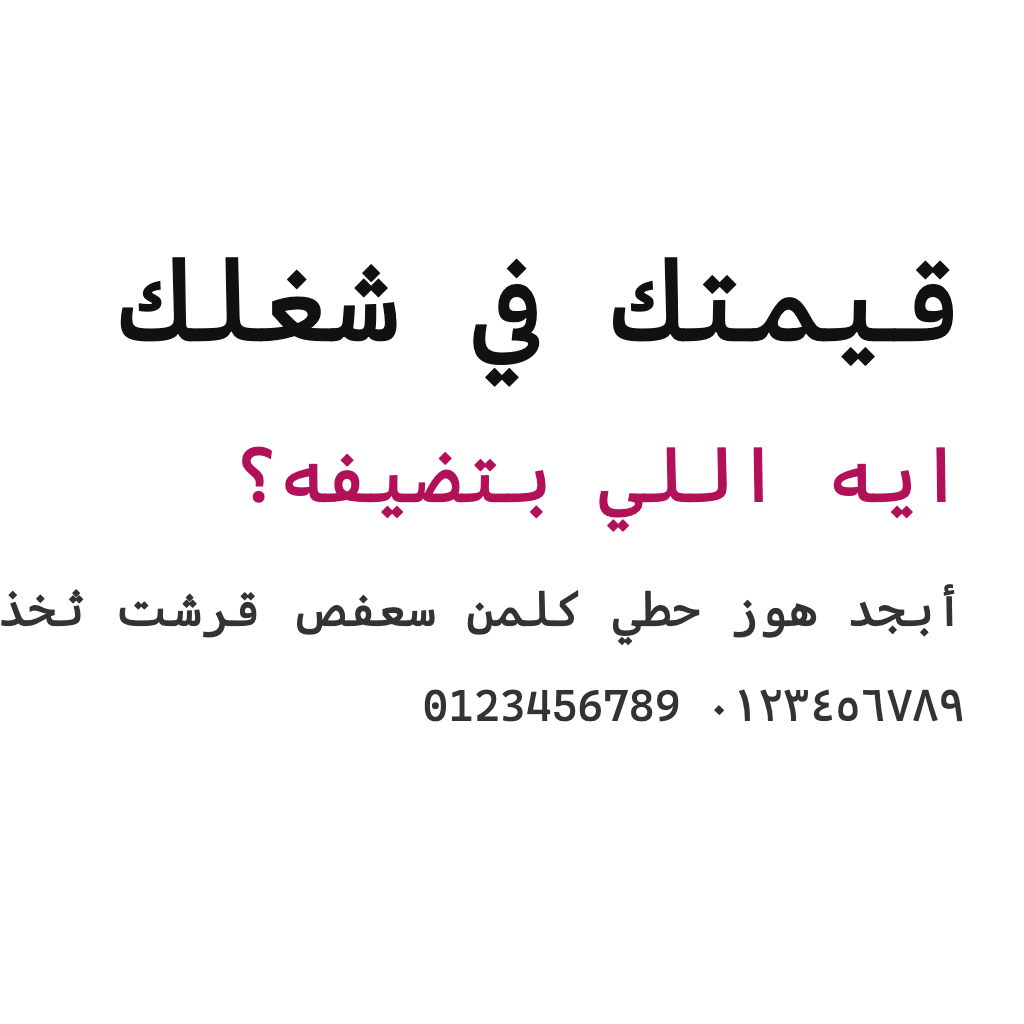 قيمتك في شغلك
ايه اللي بتضيفه؟
أبجد هوز حطي كلمن سعفص قرشت ثخذ
٠١٢٣٤٥٦٧٨٩ 0123456789